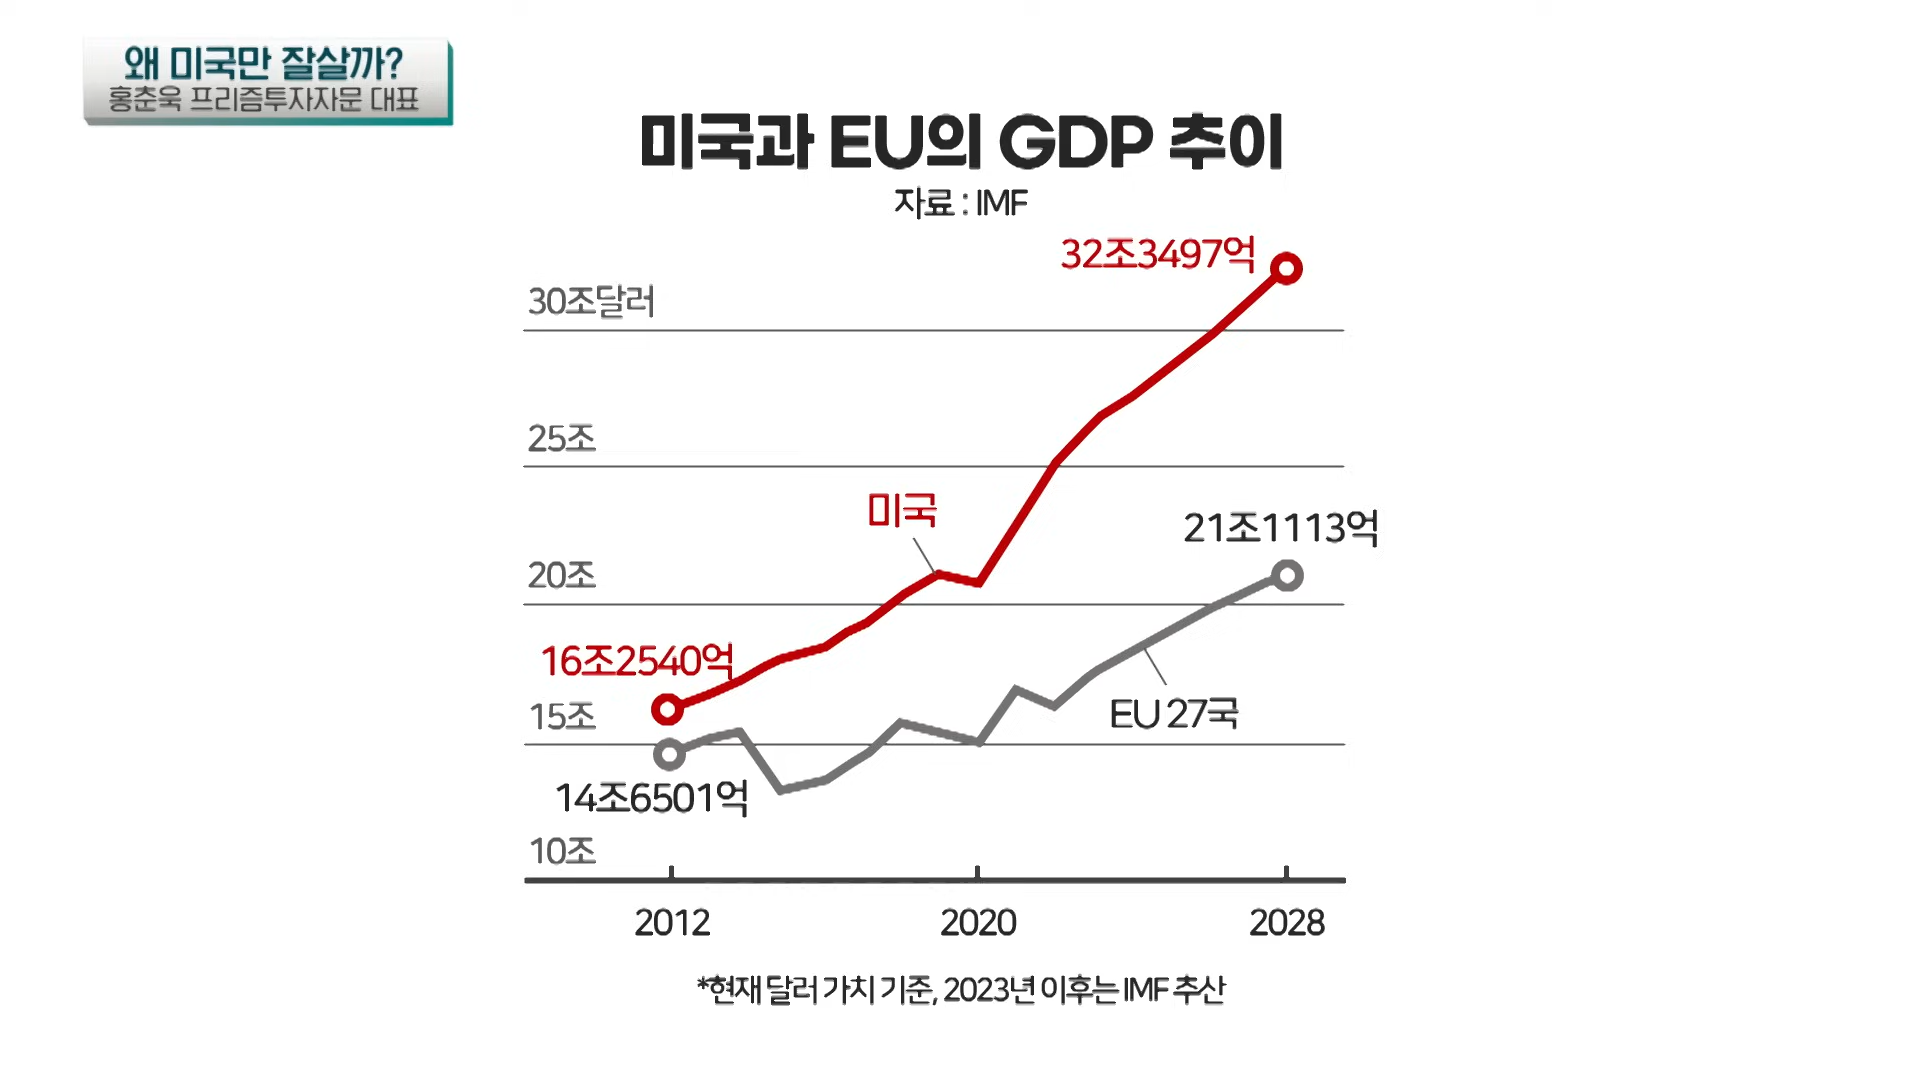 왜 미국만 잘살까?
홍춘욱 프리즘투자자문 대표
미국과 EU의 GDP 추이
자료 : IMF
32조3497억
30조달러
25조
미국
21조1113억
20조
16조2540억
15조
EU 27국
14조6501억
10조
2012 2020 2028
*현재 달러 가치 기준, 2023년 이후는 IMF 추산